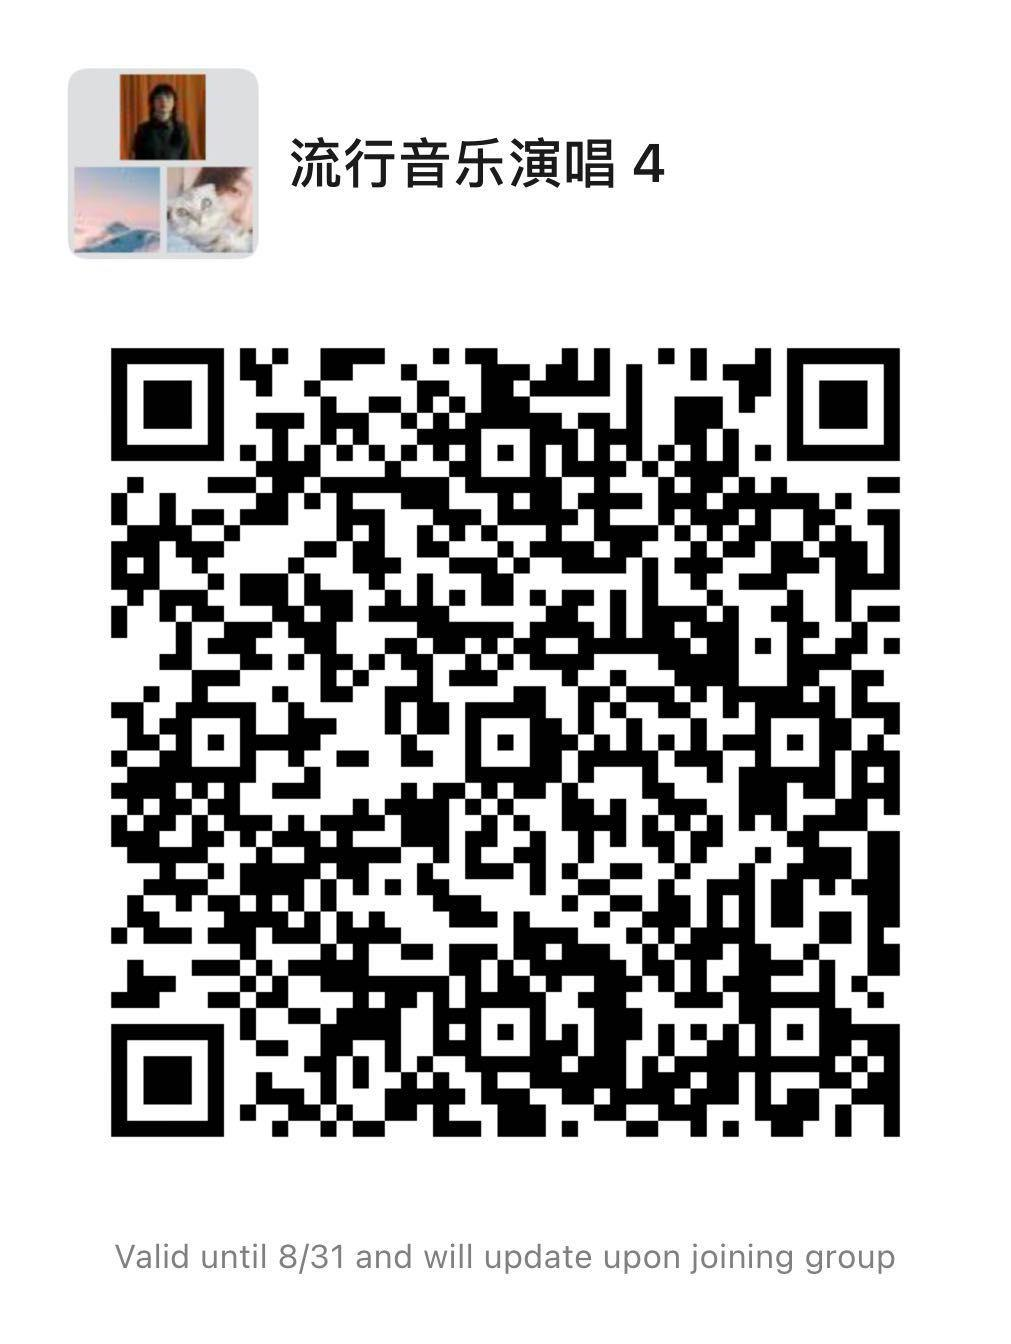 流行音乐演唱 4
Valid until 8/31 and will update upon joining group